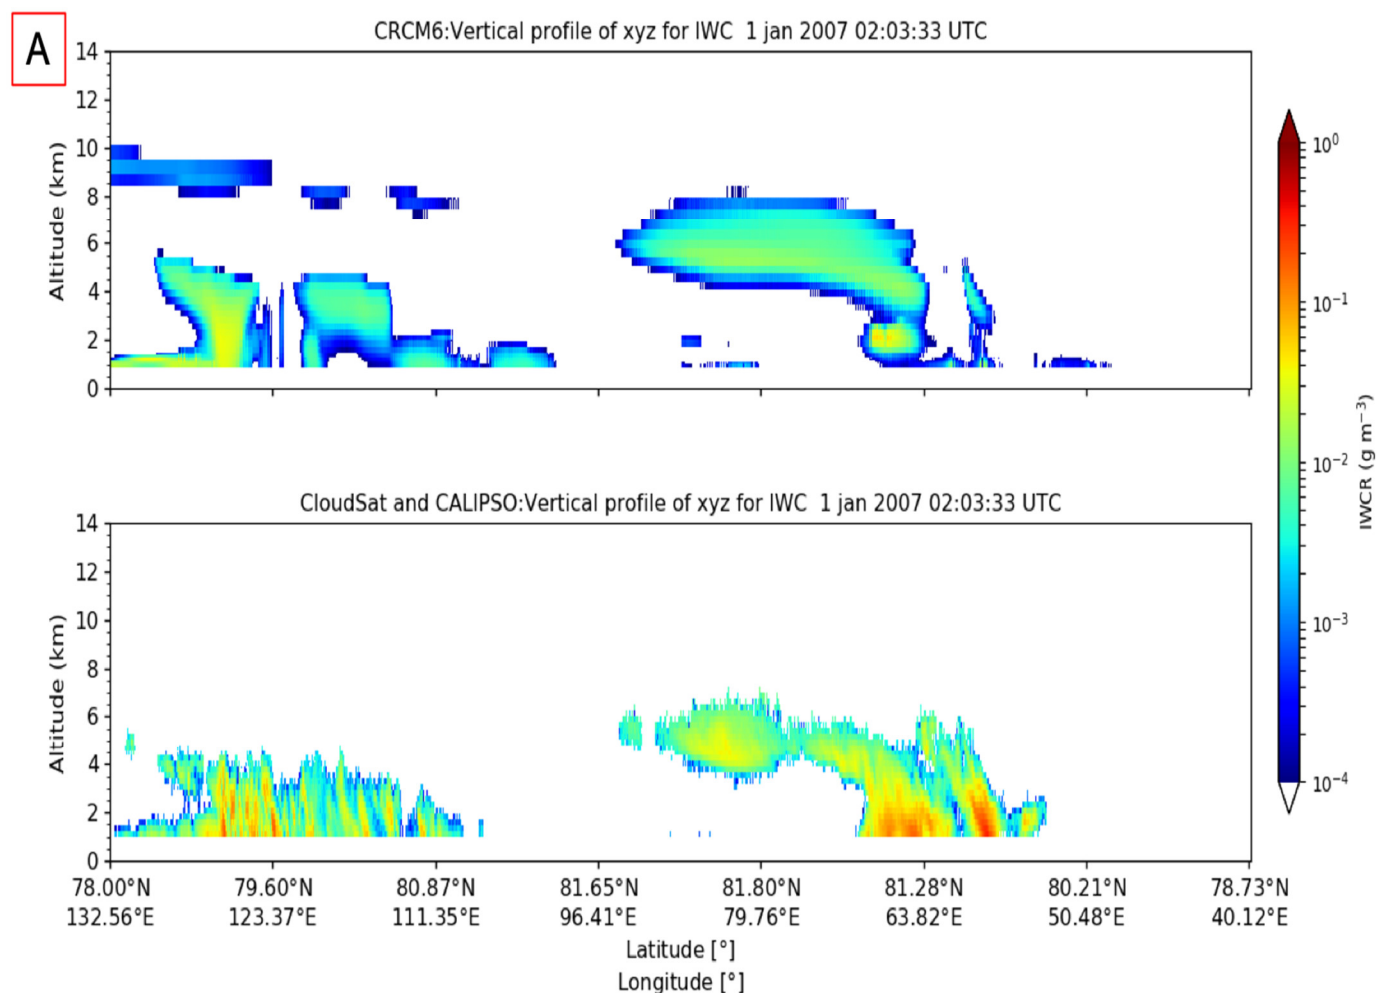 A
CRCM6:Vertical profile of xyz for IWC 1 jan 2007 02:03:33 UTC
14
12
10
8
6
4
2
0
Altitude (km)
CloudSat and CALIPSO:Vertical profile of xyz for IWC 1 jan 2007 02:03:33 UTC
14
12
10
8
6
4
2
0
Altitude (km)
78.00°N 79.60°N 80.87°N 81.65°N 81.80°N 81.28°N 80.21°N 78.73°N
132.56°E 123.37°E 111.35°E 96.41°E 79.76°E 63.82°E 50.48°E 40.12°E
Latitude [°]
Longitude [°]
10⁰
10⁻¹
10⁻²
10⁻³
10⁻⁴
IWCR (g m⁻³)